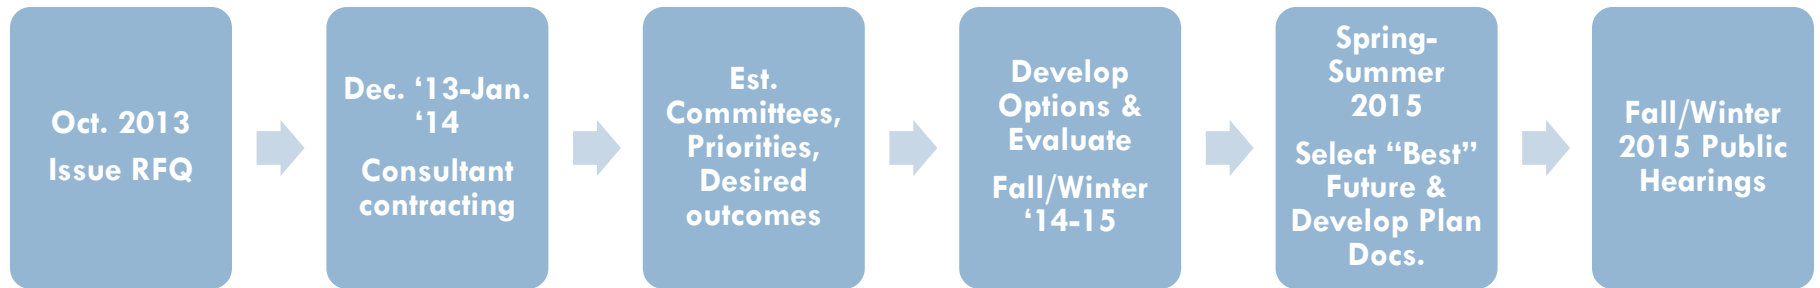 Oct. 2013
Issue RFQ
Dec. ‘13-Jan.
‘14
Consultant
contracting
Est.
Committees,
Priorities,
Desired
outcomes
Develop
Options &
Evaluate
Fall/Winter
‘14-15
Spring-
Summer
2015
Select “Best”
Future &
Develop Plan
Docs.
Fall/Winter
2015 Public
Hearings